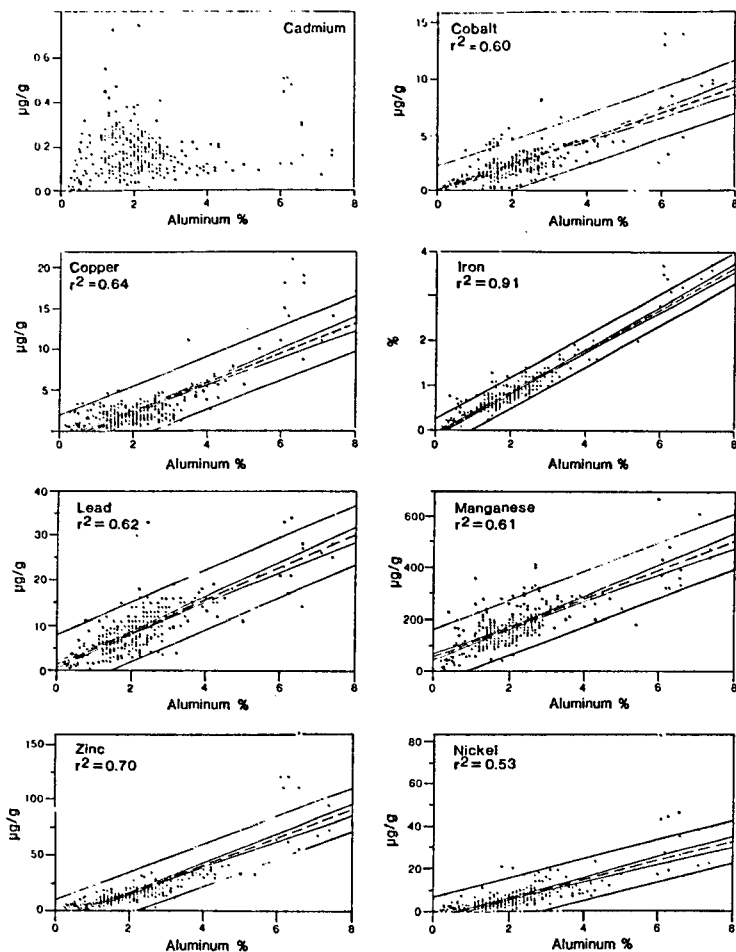 Cadmium
0.6
0.4
0.2
0.0
µg/g
0 2 4 6 8
Aluminum %
Cobalt
r² = 0.60
15
10
5
0
µg/g
0 2 4 6 8
Aluminum %
Copper
r² = 0.64
20
15
10
5
µg/g
0 2 4 6 8
Aluminum %
Iron
r² = 0.91
4
3
2
1
0
%
0 2 4 6 8
Aluminum %
Lead
r² = 0.62
40
30
20
10
0
µg/g
0 2 4 6 8
Aluminum %
Manganese
r² = 0.61
600
400
200
0
µg/g
0 2 4 6 8
Aluminum %
Zinc
r² = 0.70
150
100
50
0
µg/g
0 2 4 6 8
Aluminum %
Nickel
r² = 0.53
80
60
40
20
0
µg/g
0 2 4 6 8
Aluminum %